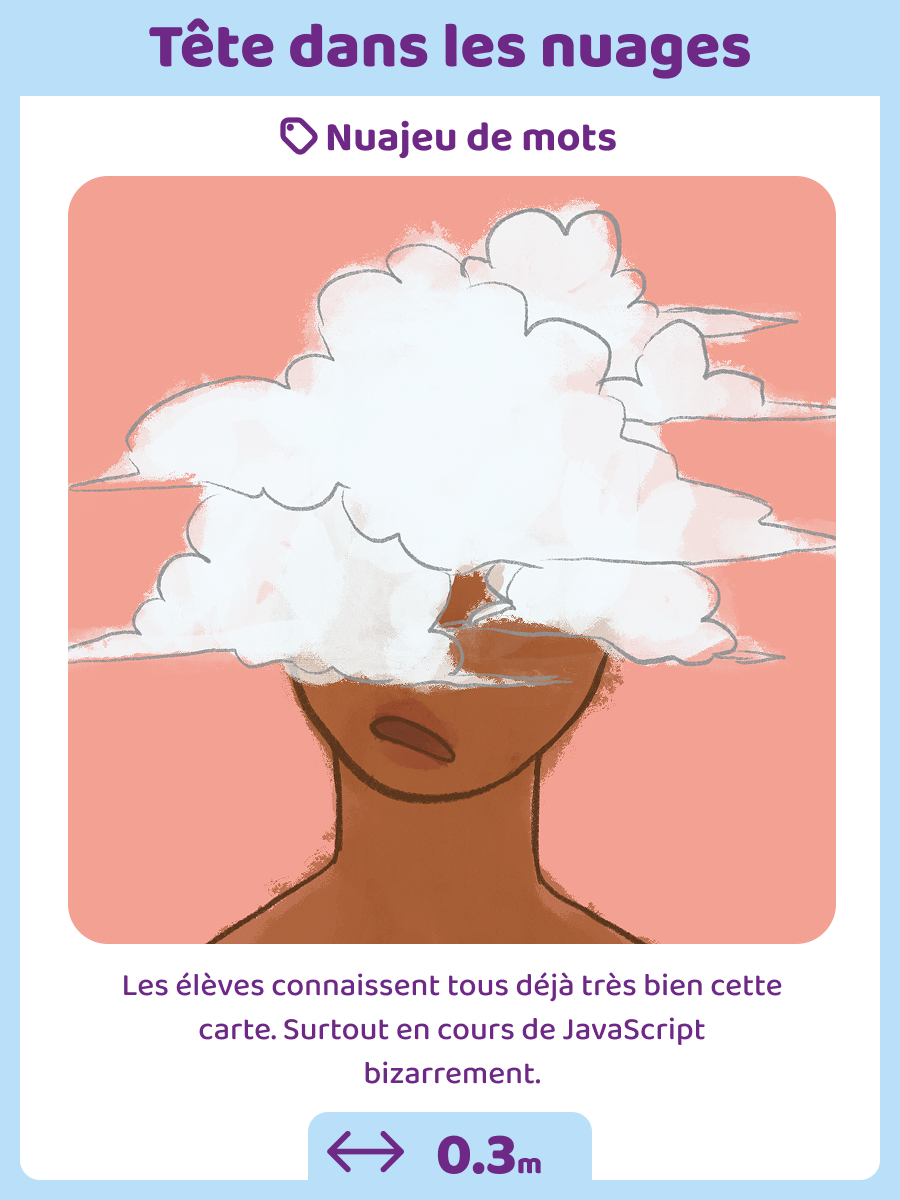 Tête dans les nuages
Nuajeu de mots
Les élèves connaissent tous déjà très bien cette
carte. Surtout en cours de JavaScript
bizarrement.
0.3m